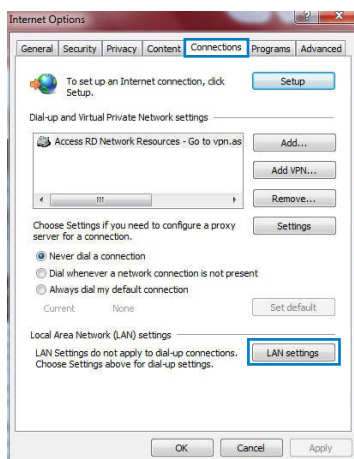 Internet Options
General Security Privacy Content Connections Programs Advanced
To set up an Internet connection, click Setup.
Setup
Dial-up and Virtual Private Network settings
Access RD Network Resources - Go to vpn.as
Add...
Add VPN...
Remove...
Choose Settings if you need to configure a proxy
server for a connection.
Settings
Never dial a connection
Dial whenever a network connection is not present
Always dial my default connection
Current None
Set default
Local Area Network (LAN) settings
LAN Settings do not apply to dial-up connections.
Choose Settings above for dial-up settings.
LAN settings
OK Cancel Apply